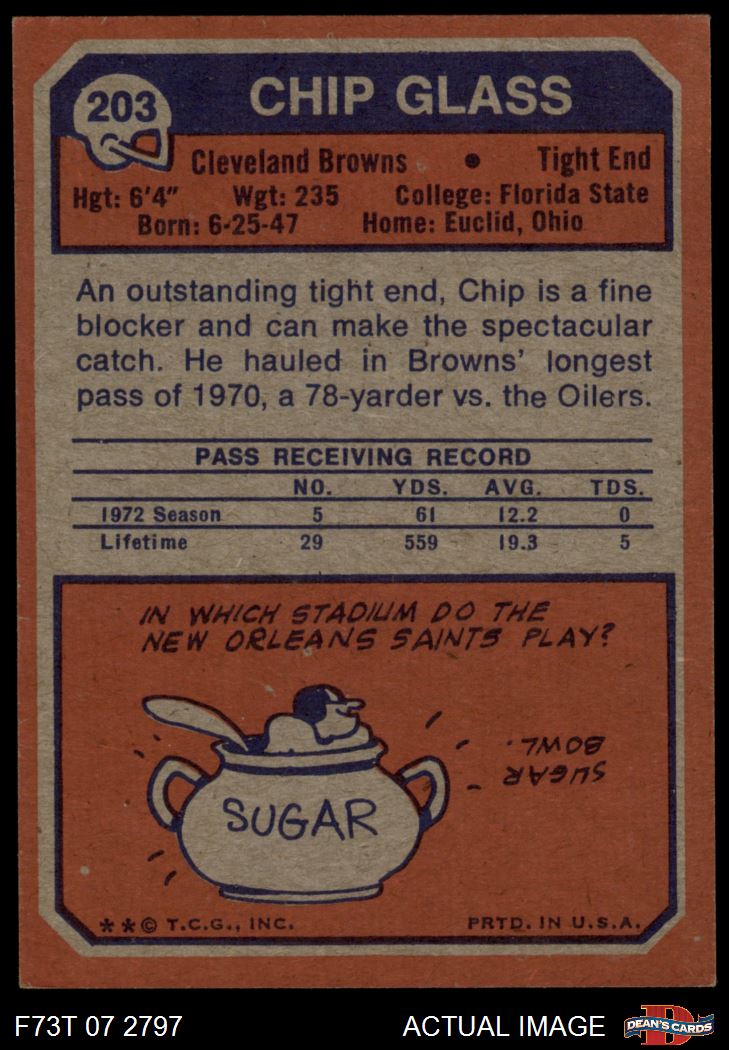 203
CHIP GLASS
Cleveland Browns • Tight End
Hgt: 6'4" Wgt: 235 College: Florida State
Born: 6-25-47 Home: Euclid, Ohio
An outstanding tight end, Chip is a fine
blocker and can make the spectacular
catch. He hauled in Browns' longest
pass of 1970, a 78-yarder vs. the Oilers.
PASS RECEIVING RECORD
NO. YDS. AVG. TDS.
1972 Season 5 61 12.2 0
Lifetime 29 559 19.3 5
IN WHICH STADIUM DO THE
NEW ORLEANS SAINTS PLAY?
SUGAR
BOWL.
SUGAR
**© T.C.G., INC. PRTD. IN U.S.A.
F73T 07 2797 ACTUAL IMAGE
D
DEAN'S CARDS